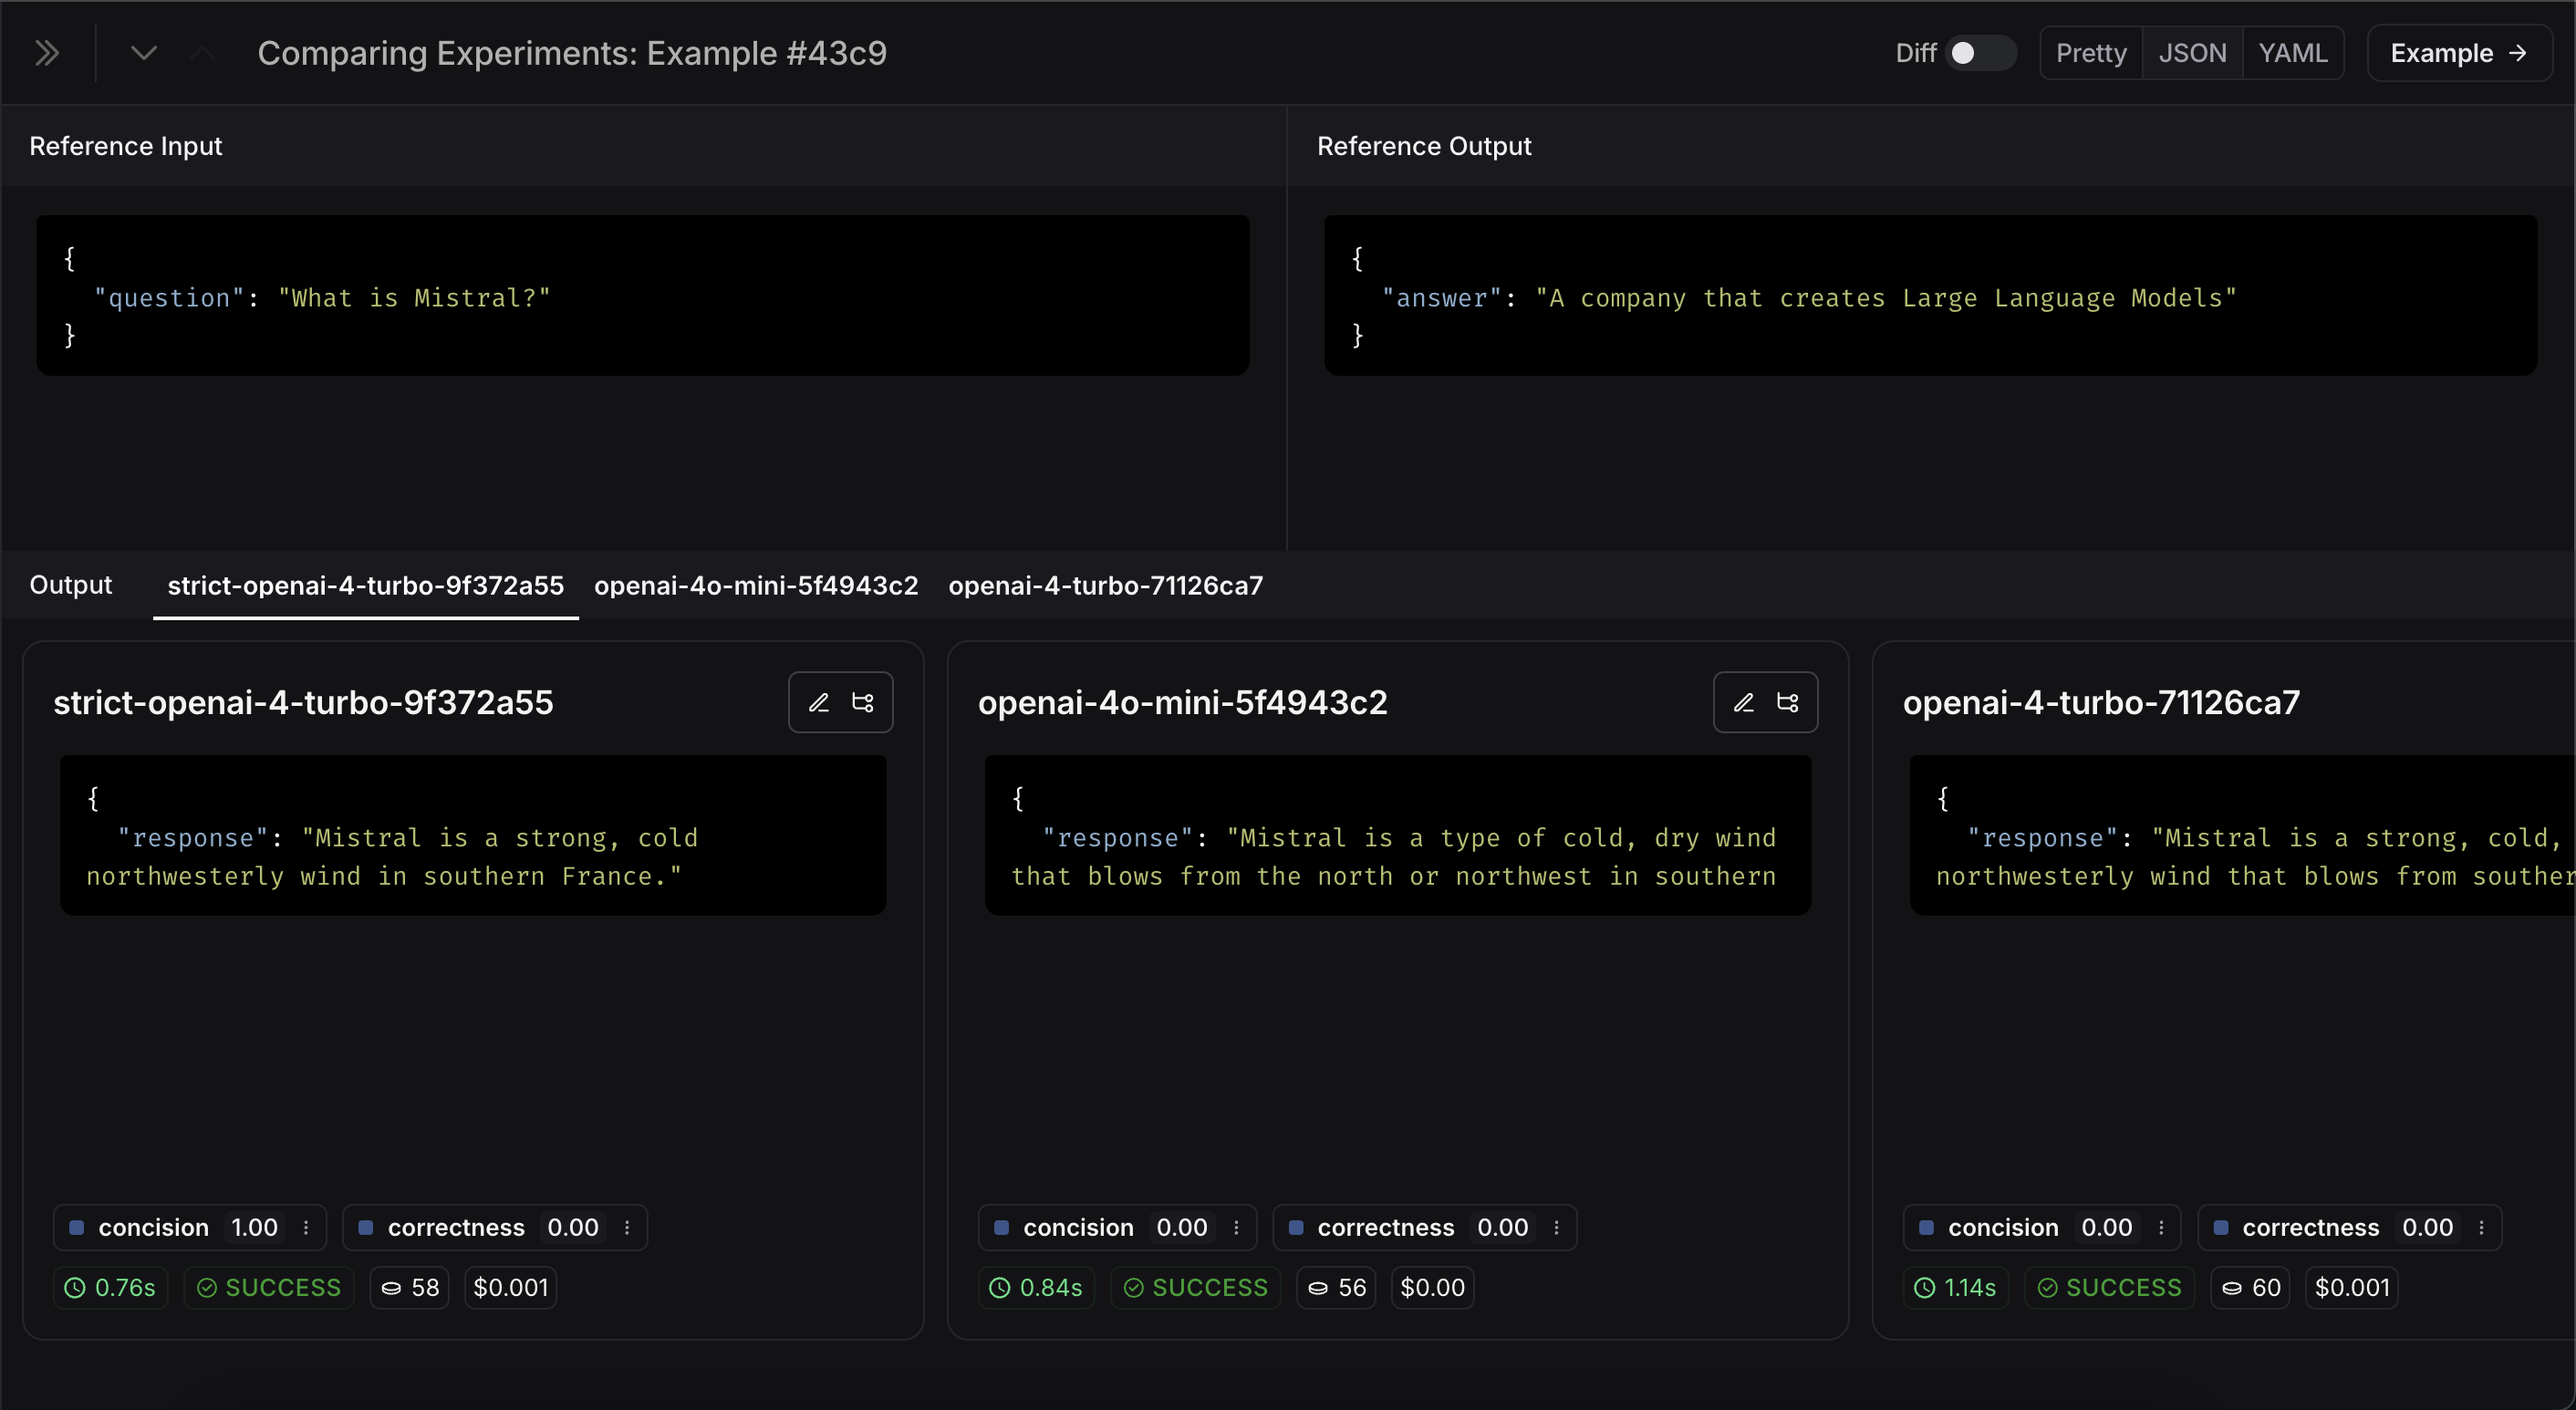 Comparing Experiments: Example #43c9
Diff
Pretty JSON YAML
Example →
Reference Input
{
"question": "What is Mistral?"
}
Reference Output
{
"answer": "A company that creates Large Language Models"
}
Output strict-openai-4-turbo-9f372a55 openai-4o-mini-5f4943c2 openai-4-turbo-71126ca7
strict-openai-4-turbo-9f372a55
{
"response": "Mistral is a strong, cold
northwesterly wind in southern France."
concision 1.00 correctness 0.00
0.76s SUCCESS 58 $0.001
openai-4o-mini-5f4943c2
{
"response": "Mistral is a type of cold, dry wind
that blows from the north or northwest in southern
concision 0.00 correctness 0.00
0.84s SUCCESS 56 $0.00
openai-4-turbo-71126ca7
{
"response": "Mistral is a strong, cold,
northwesterly wind that blows from
concision 0.00 correctness 0.00
1.14s SUCCESS 60 $0.001